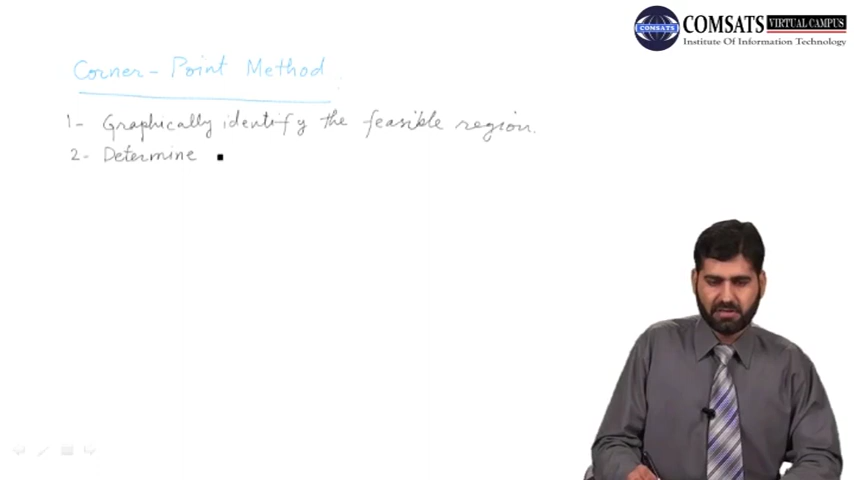 COMSATS VIRTUAL CAMPUS
COMSATS
Institute Of Information Technology
Corner-Point Method
1- Graphically identify the feasible region.
2- Determine